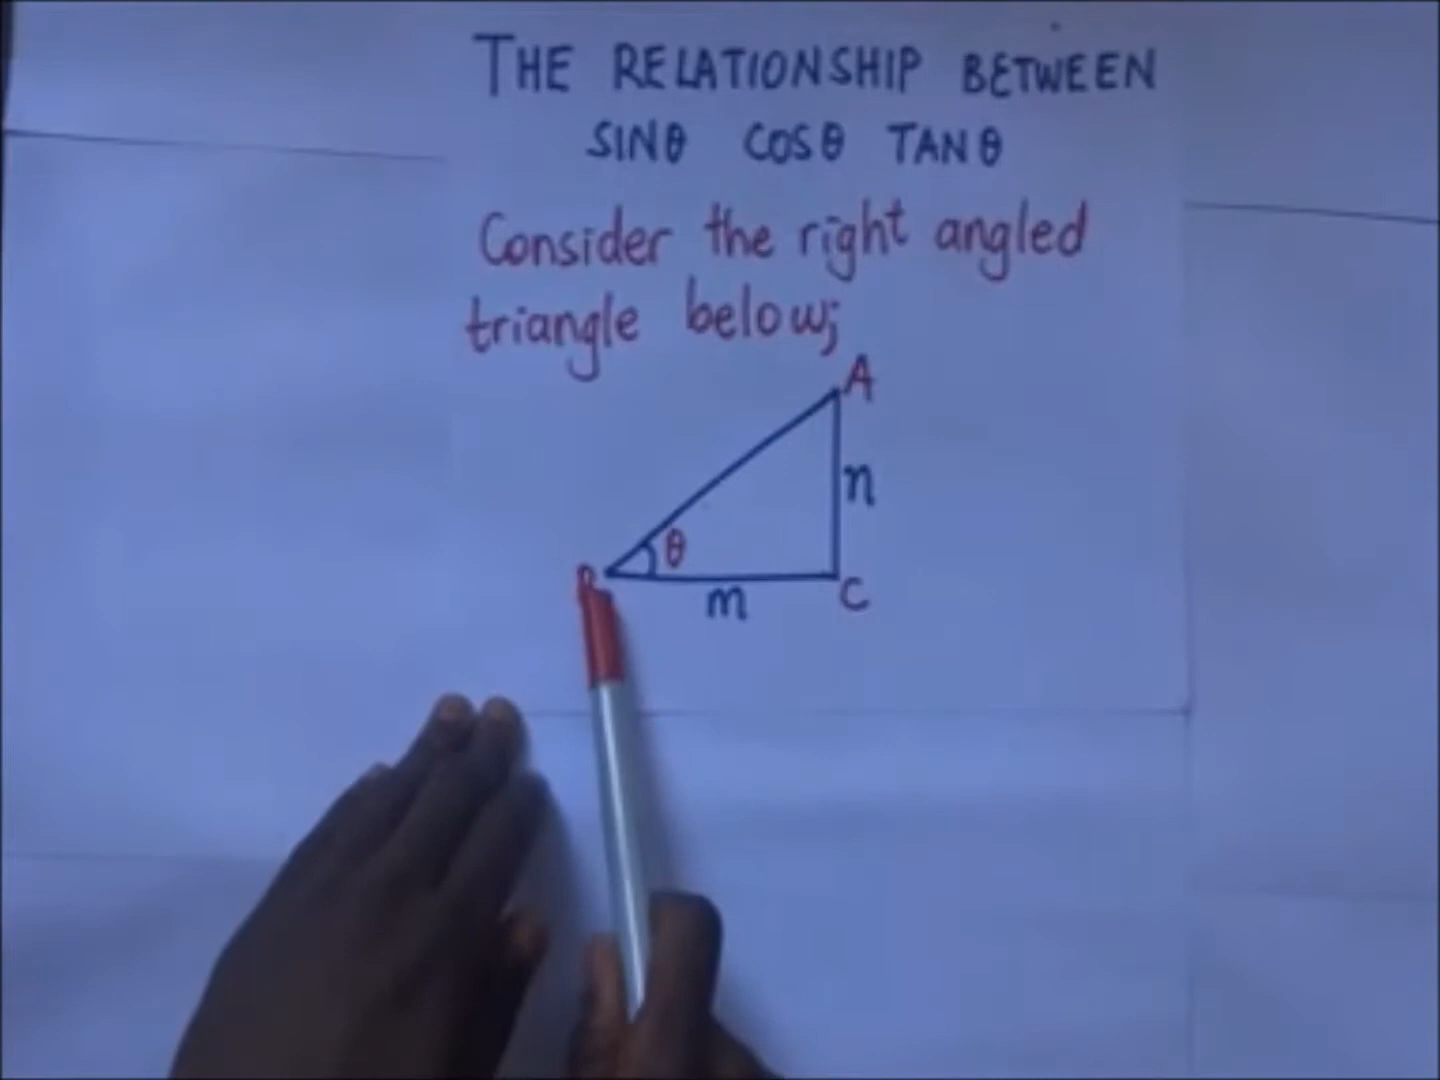 THE RELATIONSHIP BETWEEN
SINθ COSθ TANθ
Consider the right angled
triangle below;
A
n
θ
B
m
C